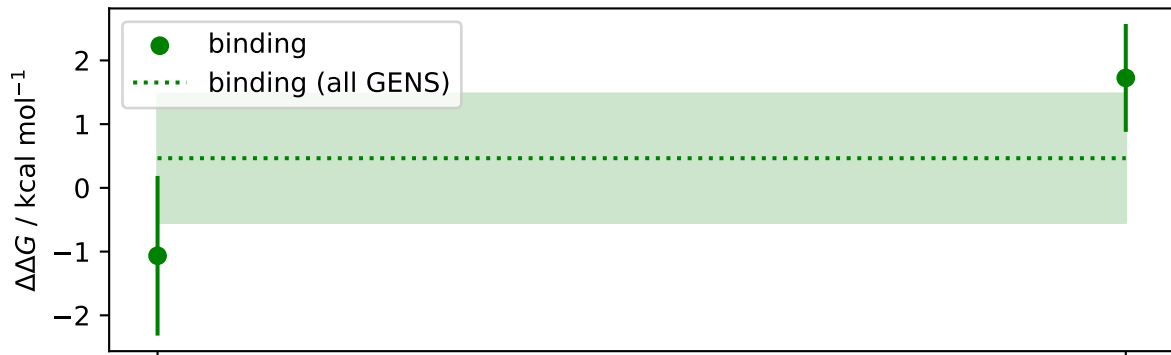 binding
binding (all GENS)
2
1
0
−1
−2
ΔΔG / kcal mol⁻¹